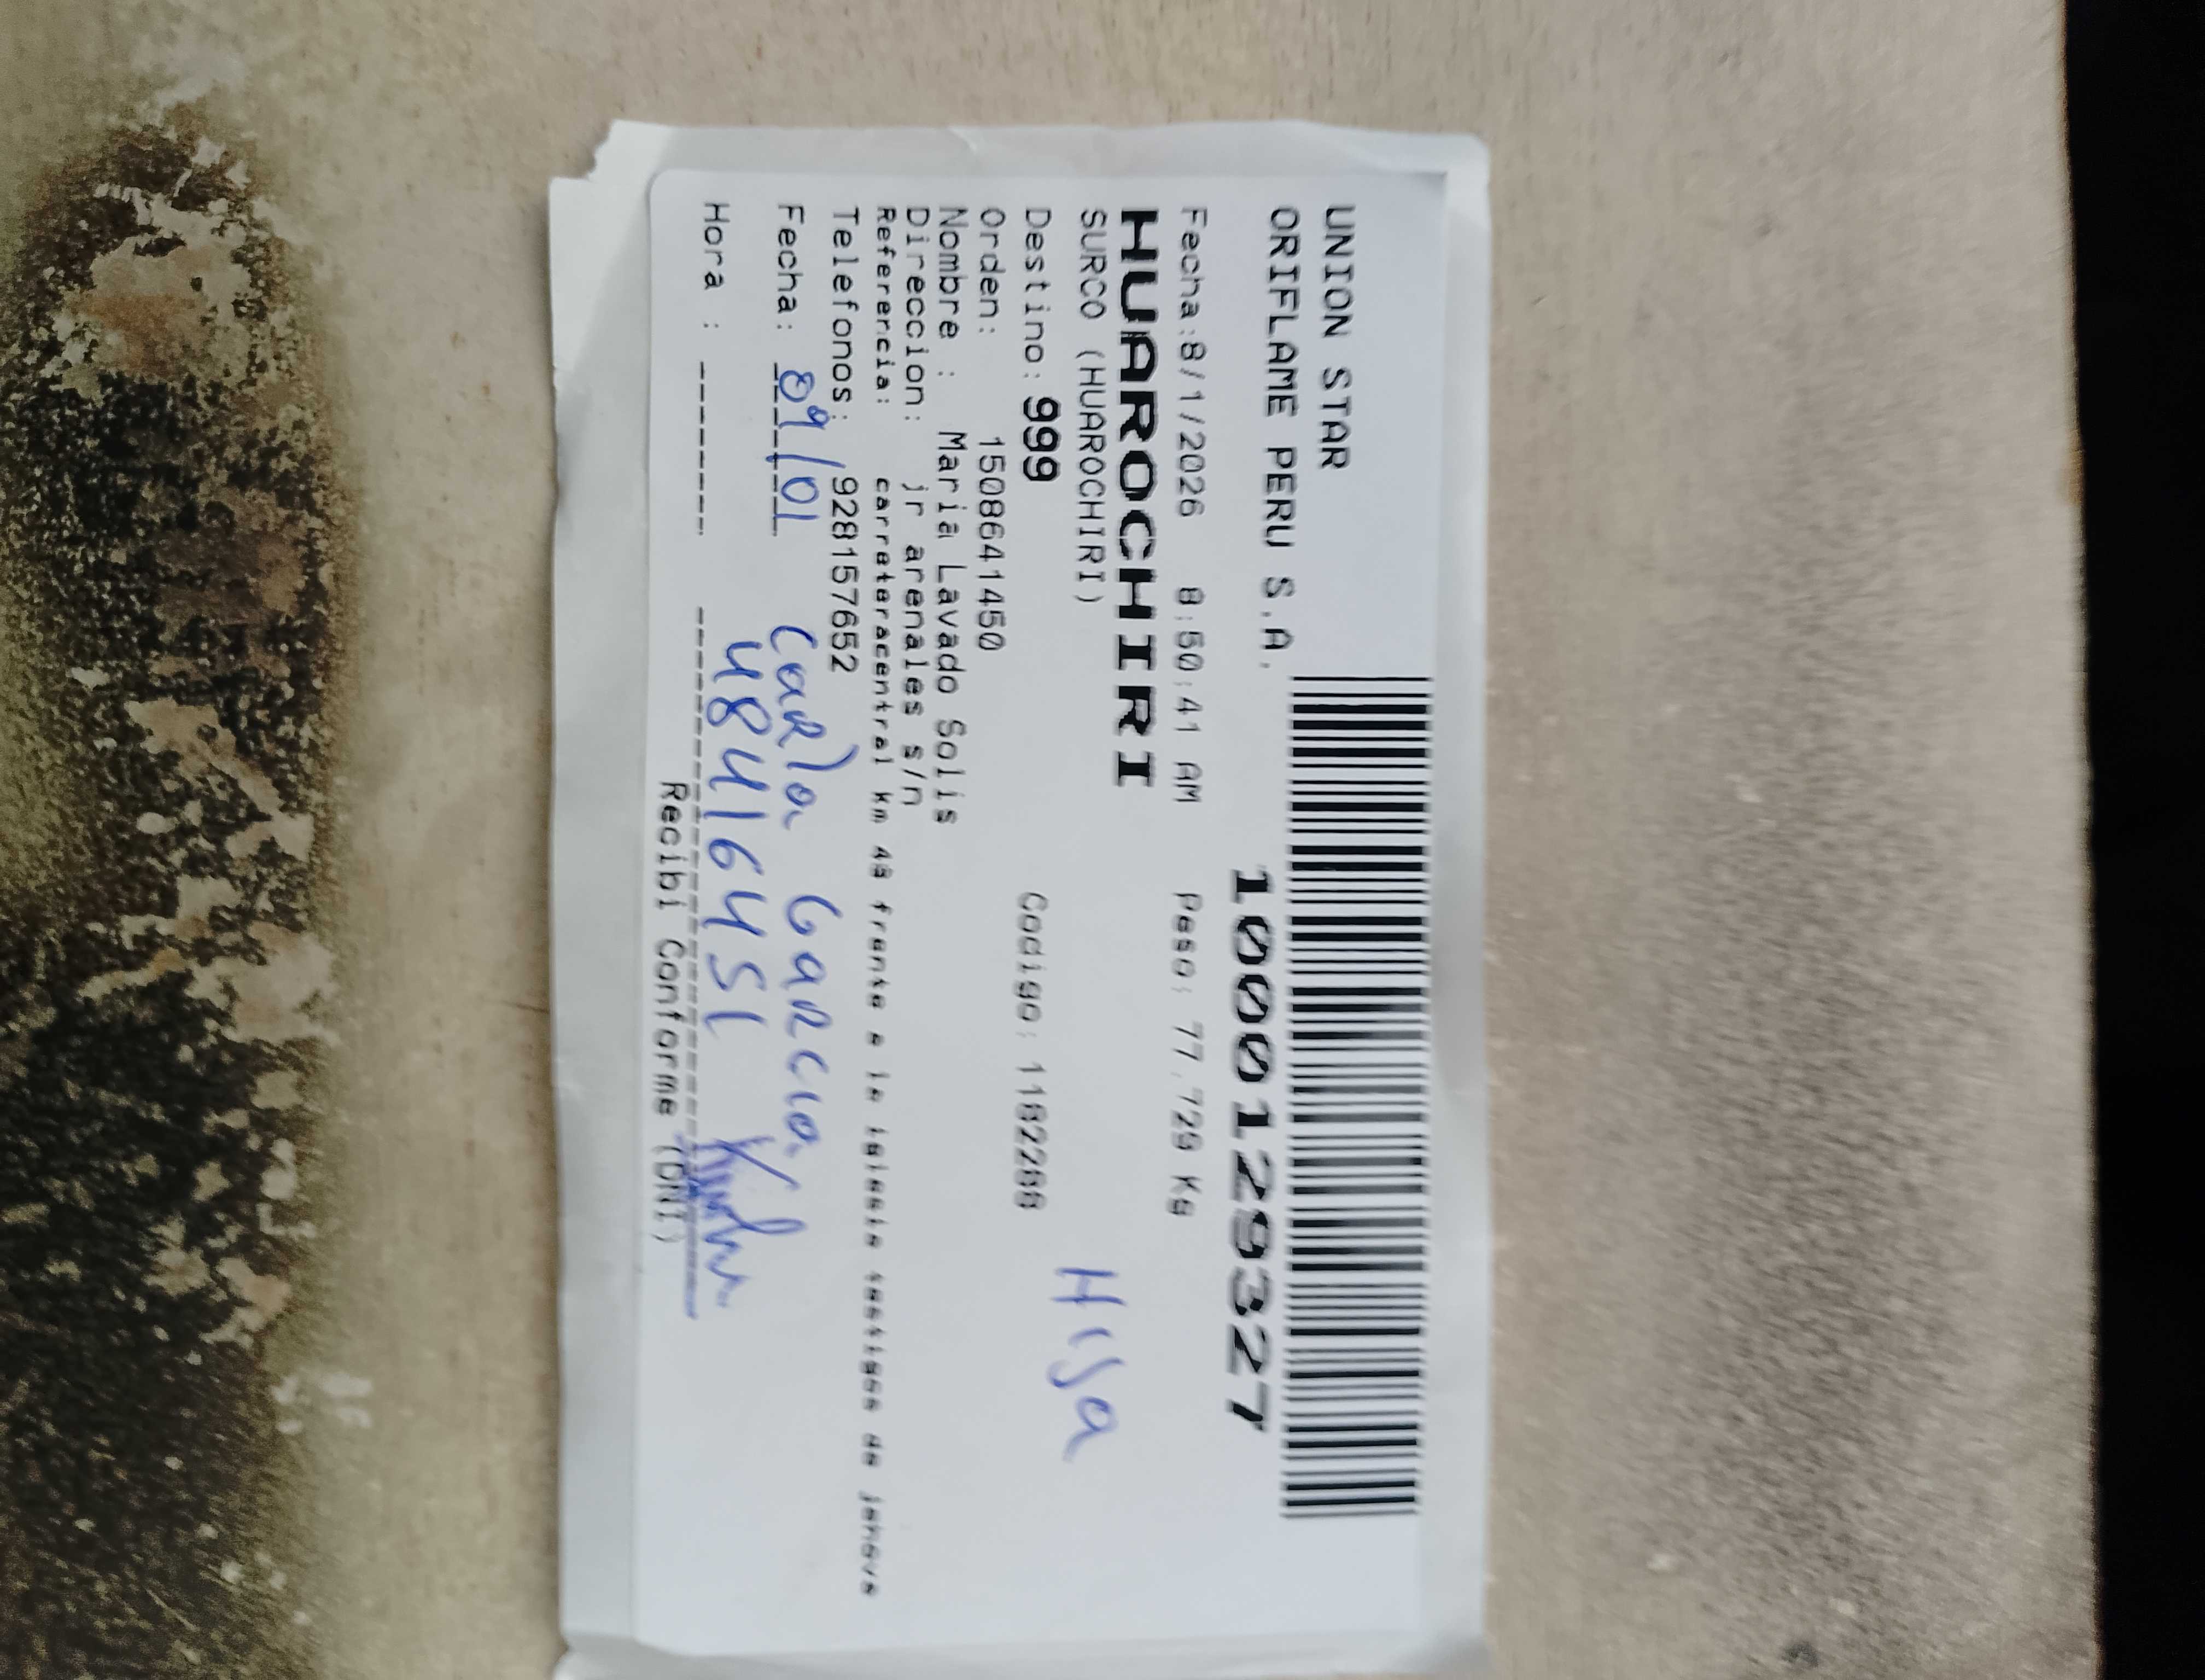 UNION STAR
ORIFLAME PERU S.A.
1000129327
Fecha:8/1/2026 8:50:41 AM Peso: 77.729 Kg
HUAROCHIRI
SURCO (HUAROCHIRI)
Hija
Destino: 999 Codigo: 1182288
Orden: 1508641450
Nombre : Maria Lavado Solis
Direccion: jr arenales s/n
Referencia: carreteracentral km 48 frente a la iglesia testigos de jehova
Telefonos: 928157652
Fecha: 09/01 Carla Garcia
Hora : 48416451
Recibi Conforme (DNI)